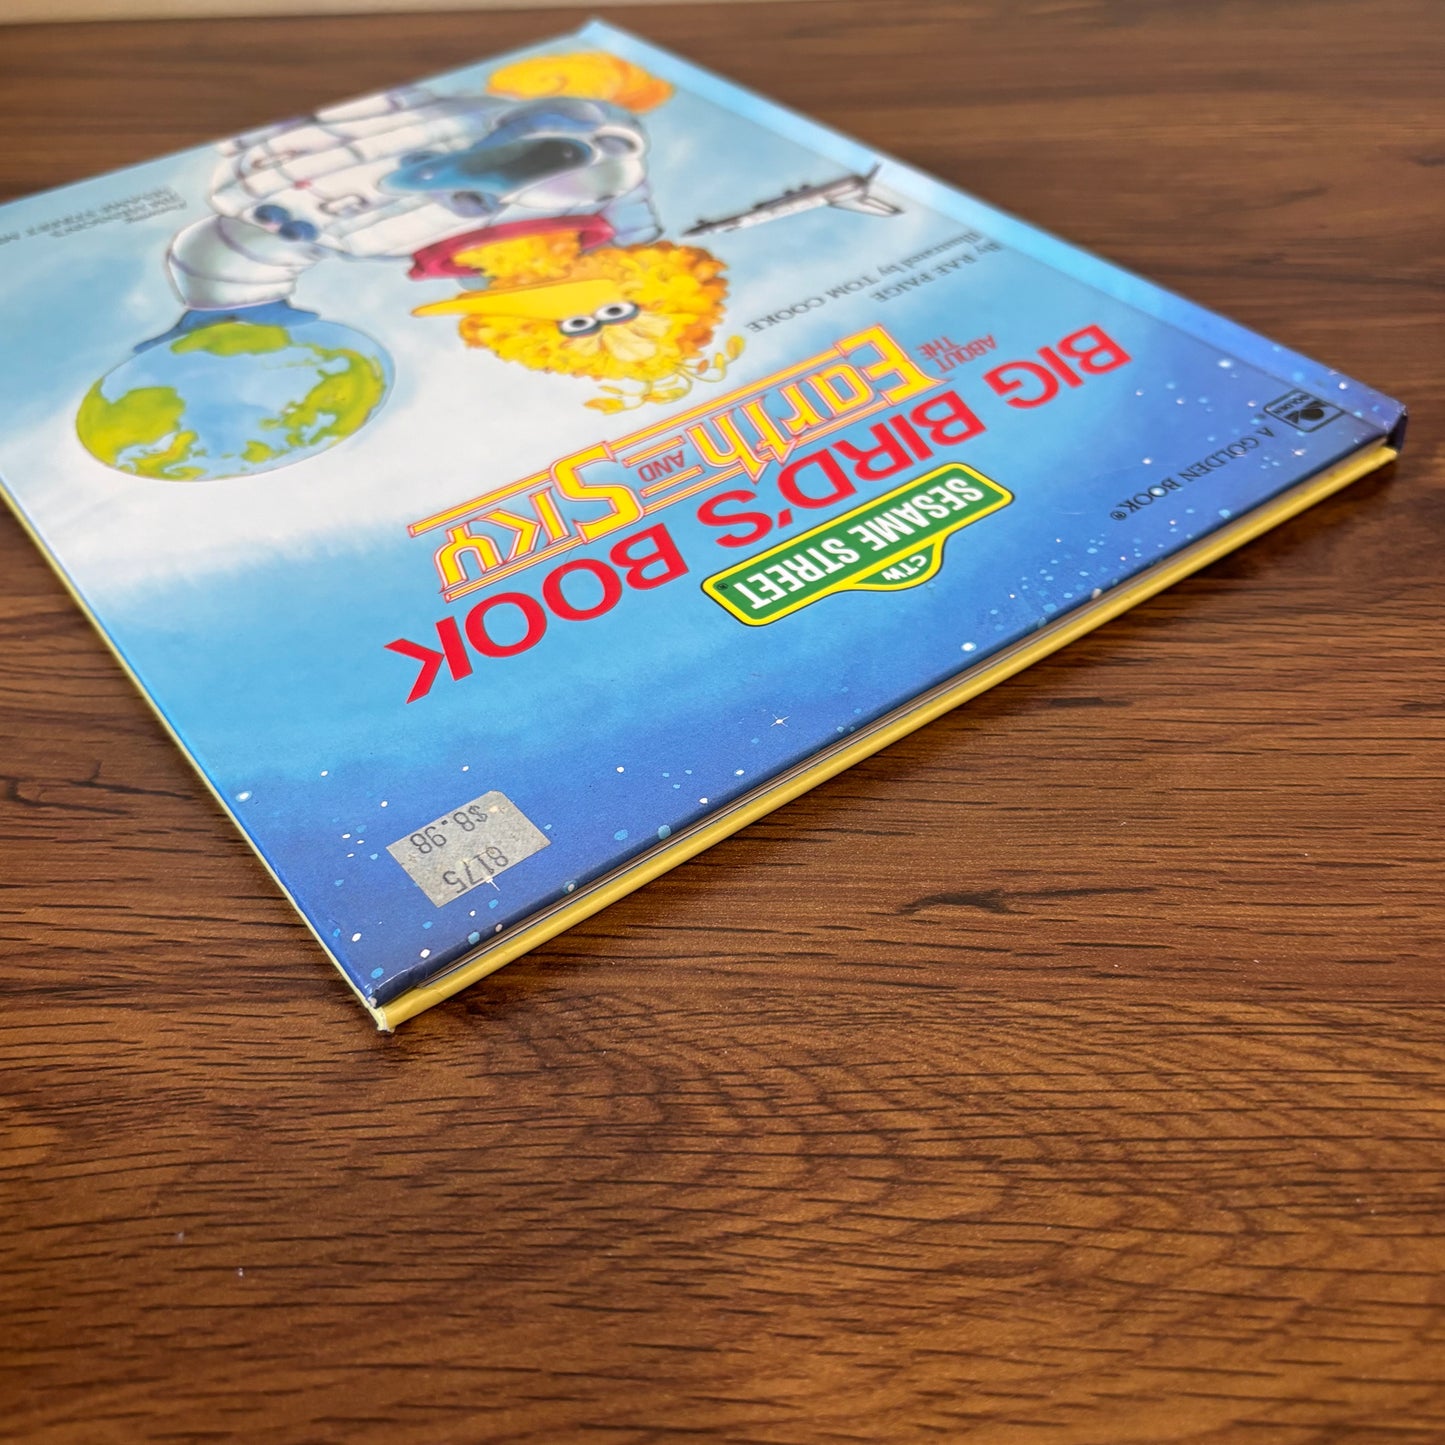 A GOLDEN BOOK®
GOLDEN
SESAME STREET®
CTW
BIG BIRD'S BOOK
ABOUT
THE
Earth
AND
Sky
BY RAE PAIGE
Illustrated by TOM COOKE
8175
$8.98